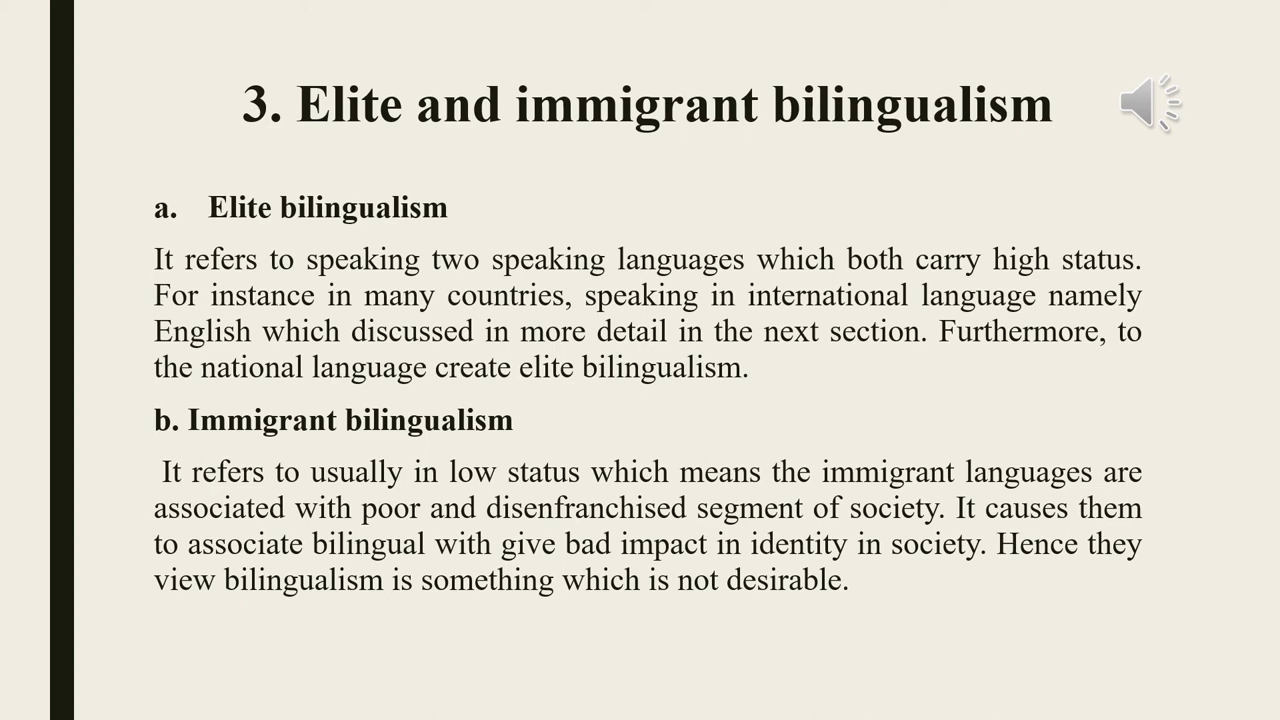 3. Elite and immigrant bilingualism
a. Elite bilingualism
It refers to speaking two speaking languages which both carry high status.
For instance in many countries, speaking in international language namely
English which discussed in more detail in the next section. Furthermore, to
the national language create elite bilingualism.
b. Immigrant bilingualism
It refers to usually in low status which means the immigrant languages are
associated with poor and disenfranchised segment of society. It causes them
to associate bilingual with give bad impact in identity in society. Hence they
view bilingualism is something which is not desirable.